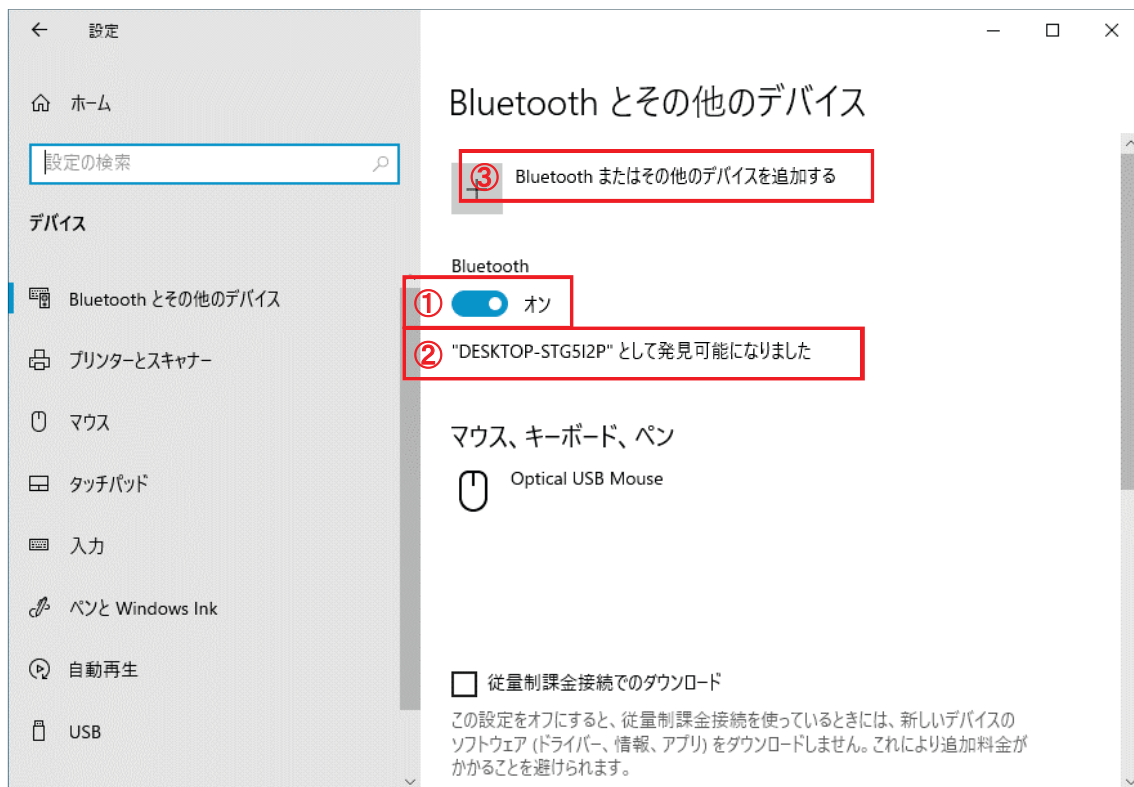 設定
ホーム
設定の検索
デバイス
Bluetooth とその他のデバイス
プリンターとスキャナー
マウス
タッチパッド
入力
ペンと Windows Ink
自動再生
USB
Bluetooth とその他のデバイス
③ Bluetooth またはその他のデバイスを追加する
Bluetooth
① オン
② "DESKTOP-STG5I2P" として発見可能になりました
マウス、キーボード、ペン
Optical USB Mouse
従量制課金接続でのダウンロード
この設定をオフにすると、従量制課金接続を使っているときには、新しいデバイスの
ソフトウェア (ドライバー、情報、アプリ) をダウンロードしません。これにより追加料金が
かかることを避けられます。